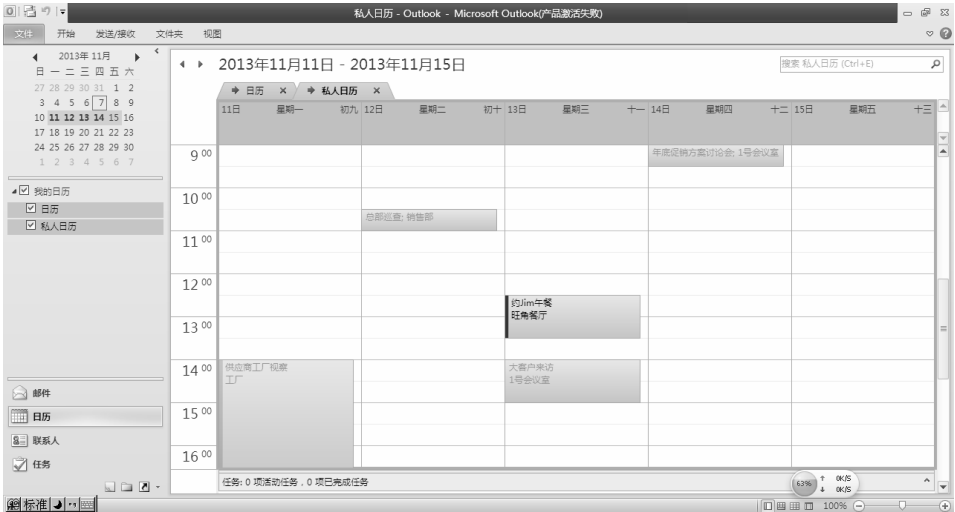 私人日历 - Outlook - Microsoft Outlook(产品激活失败)
文件 开始 发送/接收 文件夹 视图
2013年 11月
日 一 二 三 四 五 六
27 28 29 30 31 1 2
3 4 5 6 7 8 9
10 11 12 13 14 15 16
17 18 19 20 21 22 23
24 25 26 27 28 29 30
1 2 3 4 5 6 7
我的日历
日历
私人日历
邮件
日历
联系人
任务
2013年11月11日 - 2013年11月15日
搜索 私人日历 (Ctrl+E)
日历 × 私人日历 ×
11日 星期一 初九 12日 星期二 初十 13日 星期三 十一 14日 星期四 十二 15日 星期五 十三
9 00
年底促销方案讨论会; 1号会议室
10 00
总部巡查; 销售部
11 00
12 00
约Jim午餐
旺角餐厅
13 00
14 00
供应商工厂视察
工厂
大客户来访
1号会议室
15 00
16 00
任务: 0 项活动任务，0 项已完成任务
63%
0K/S
0K/S
标准
100%